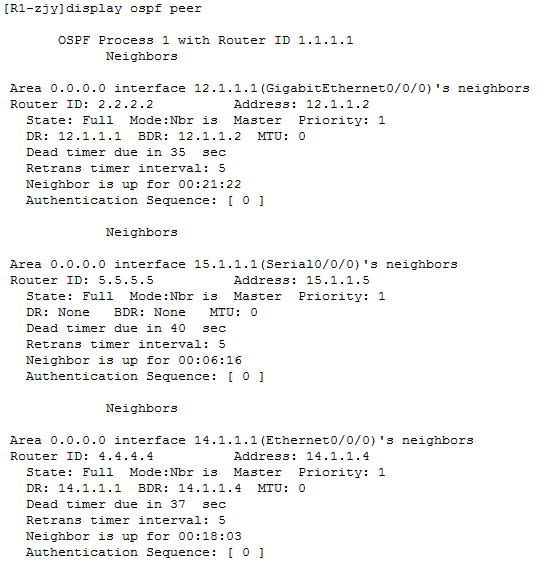 [R1-zjy]display ospf peer
OSPF Process 1 with Router ID 1.1.1.1
Neighbors
Area 0.0.0.0 interface 12.1.1.1(GigabitEthernet0/0/0)'s neighbors
Router ID: 2.2.2.2 Address: 12.1.1.2
State: Full Mode:Nbr is Master Priority: 1
DR: 12.1.1.1 BDR: 12.1.1.2 MTU: 0
Dead timer due in 35 sec
Retrans timer interval: 5
Neighbor is up for 00:21:22
Authentication Sequence: [ 0 ]
Neighbors
Area 0.0.0.0 interface 15.1.1.1(Serial0/0/0)'s neighbors
Router ID: 5.5.5.5 Address: 15.1.1.5
State: Full Mode:Nbr is Master Priority: 1
DR: None BDR: None MTU: 0
Dead timer due in 40 sec
Retrans timer interval: 5
Neighbor is up for 00:06:16
Authentication Sequence: [ 0 ]
Neighbors
Area 0.0.0.0 interface 14.1.1.1(Ethernet0/0/0)'s neighbors
Router ID: 4.4.4.4 Address: 14.1.1.4
State: Full Mode:Nbr is Master Priority: 1
DR: 14.1.1.1 BDR: 14.1.1.4 MTU: 0
Dead timer due in 37 sec
Retrans timer interval: 5
Neighbor is up for 00:18:03
Authentication Sequence: [ 0 ]